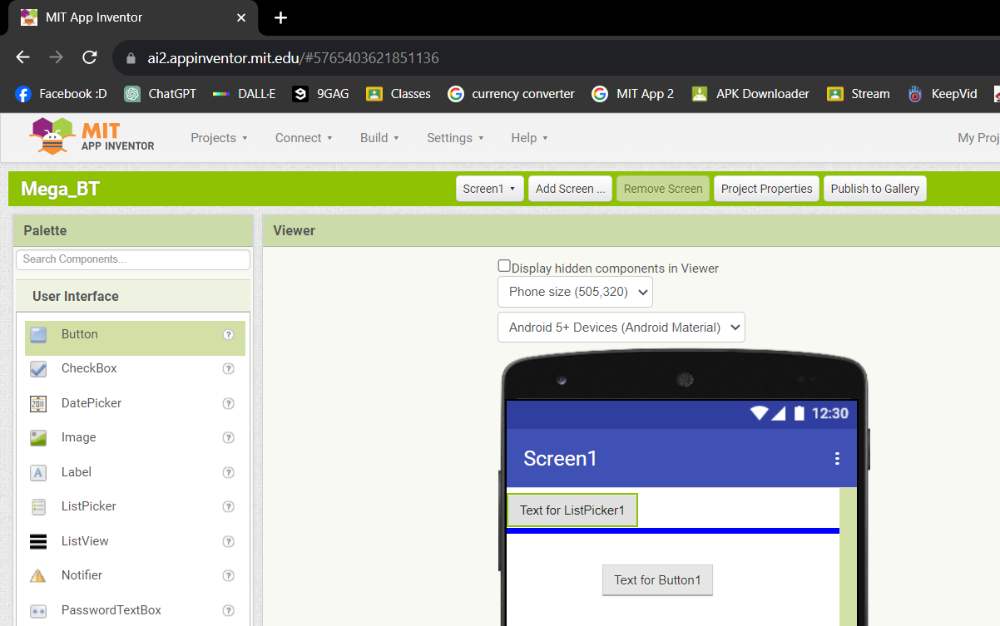 MIT App Inventor
ai2.appinventor.mit.edu/#5765403621851136
Facebook :D ChatGPT DALL·E 9GAG Classes currency converter MIT App 2 APK Downloader Stream KeepVid
MIT
APP INVENTOR
Projects Connect Build Settings Help My Proj
Mega_BT Screen1 Add Screen ... Remove Screen Project Properties Publish to Gallery
Palette
Viewer
Search Components...
Display hidden components in Viewer
User Interface
Phone size (505,320)
Android 5+ Devices (Android Material)
Button ?
CheckBox ?
DatePicker ?
Image ?
Label ?
ListPicker ?
ListView ?
Notifier ?
PasswordTextBox ?
12:30
Screen1
Text for ListPicker1
Text for Button1